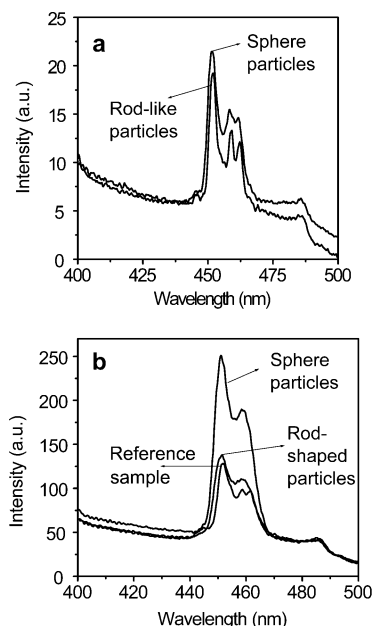 a
Sphere
particles
Rod-like
particles
Intensity (a.u.)
25
20
15
10
5
0
400 425 450 475 500
Wavelength (nm)
b
Sphere
particles
Reference
sample
Rod-
shaped
particles
Intensity (a.u.)
250
200
150
100
50
0
400 420 440 460 480 500
Wavelength (nm)